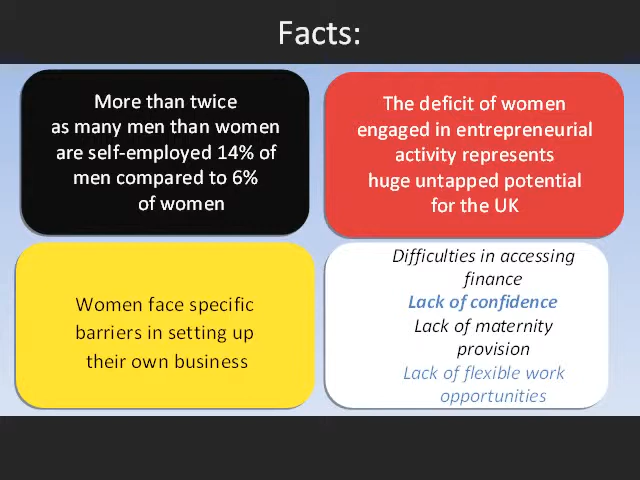 Facts:
More than twice
as many men than women
are self-employed 14% of
men compared to 6%
of women
The deficit of women
engaged in entrepreneurial
activity represents
huge untapped potential
for the UK
Women face specific
barriers in setting up
their own business
Difficulties in accessing
finance
Lack of confidence
Lack of maternity
provision
Lack of flexible work
opportunities